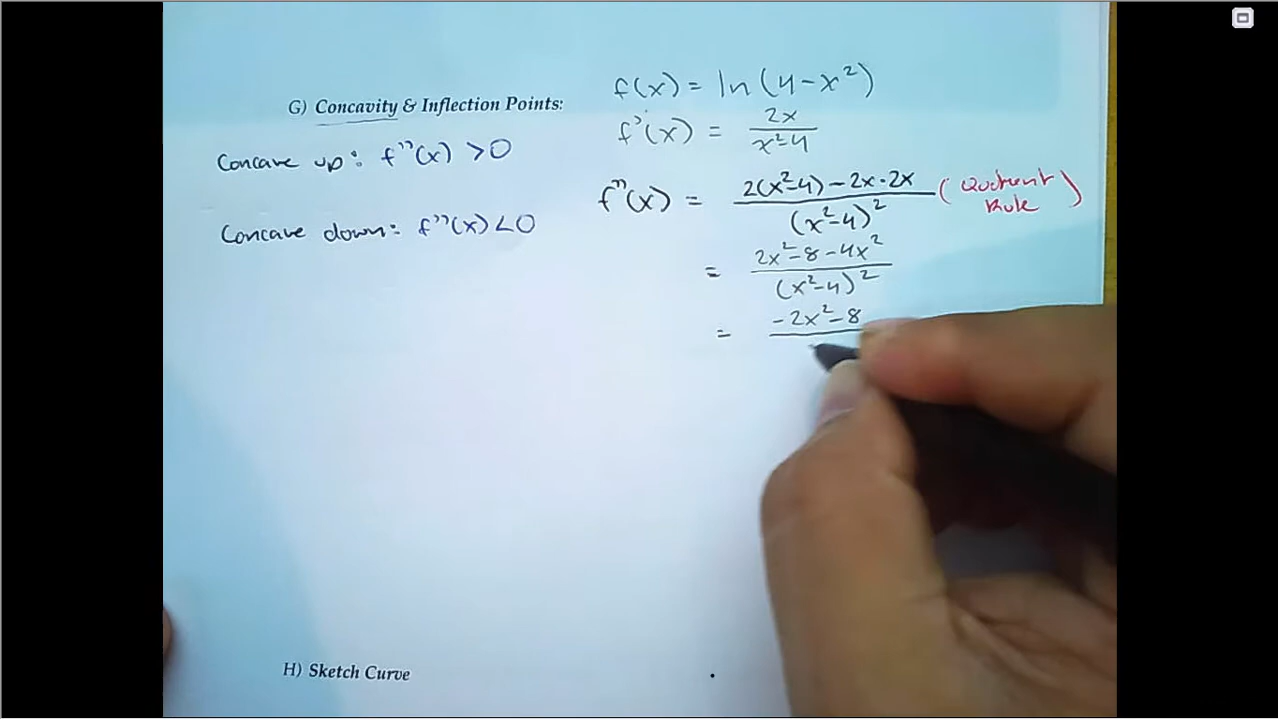 G) Concavity & Inflection Points:
Concave up: f''(x) > 0
Concave down: f''(x) < 0
f(x) = ln(4-x²)
f'(x) = 2x / x²-4
f''(x) = 2(x²-4) - 2x·2x / (x²-4)² (Quotient Rule)
= 2x²-8-4x² / (x²-4)²
= -2x²-8
H) Sketch Curve